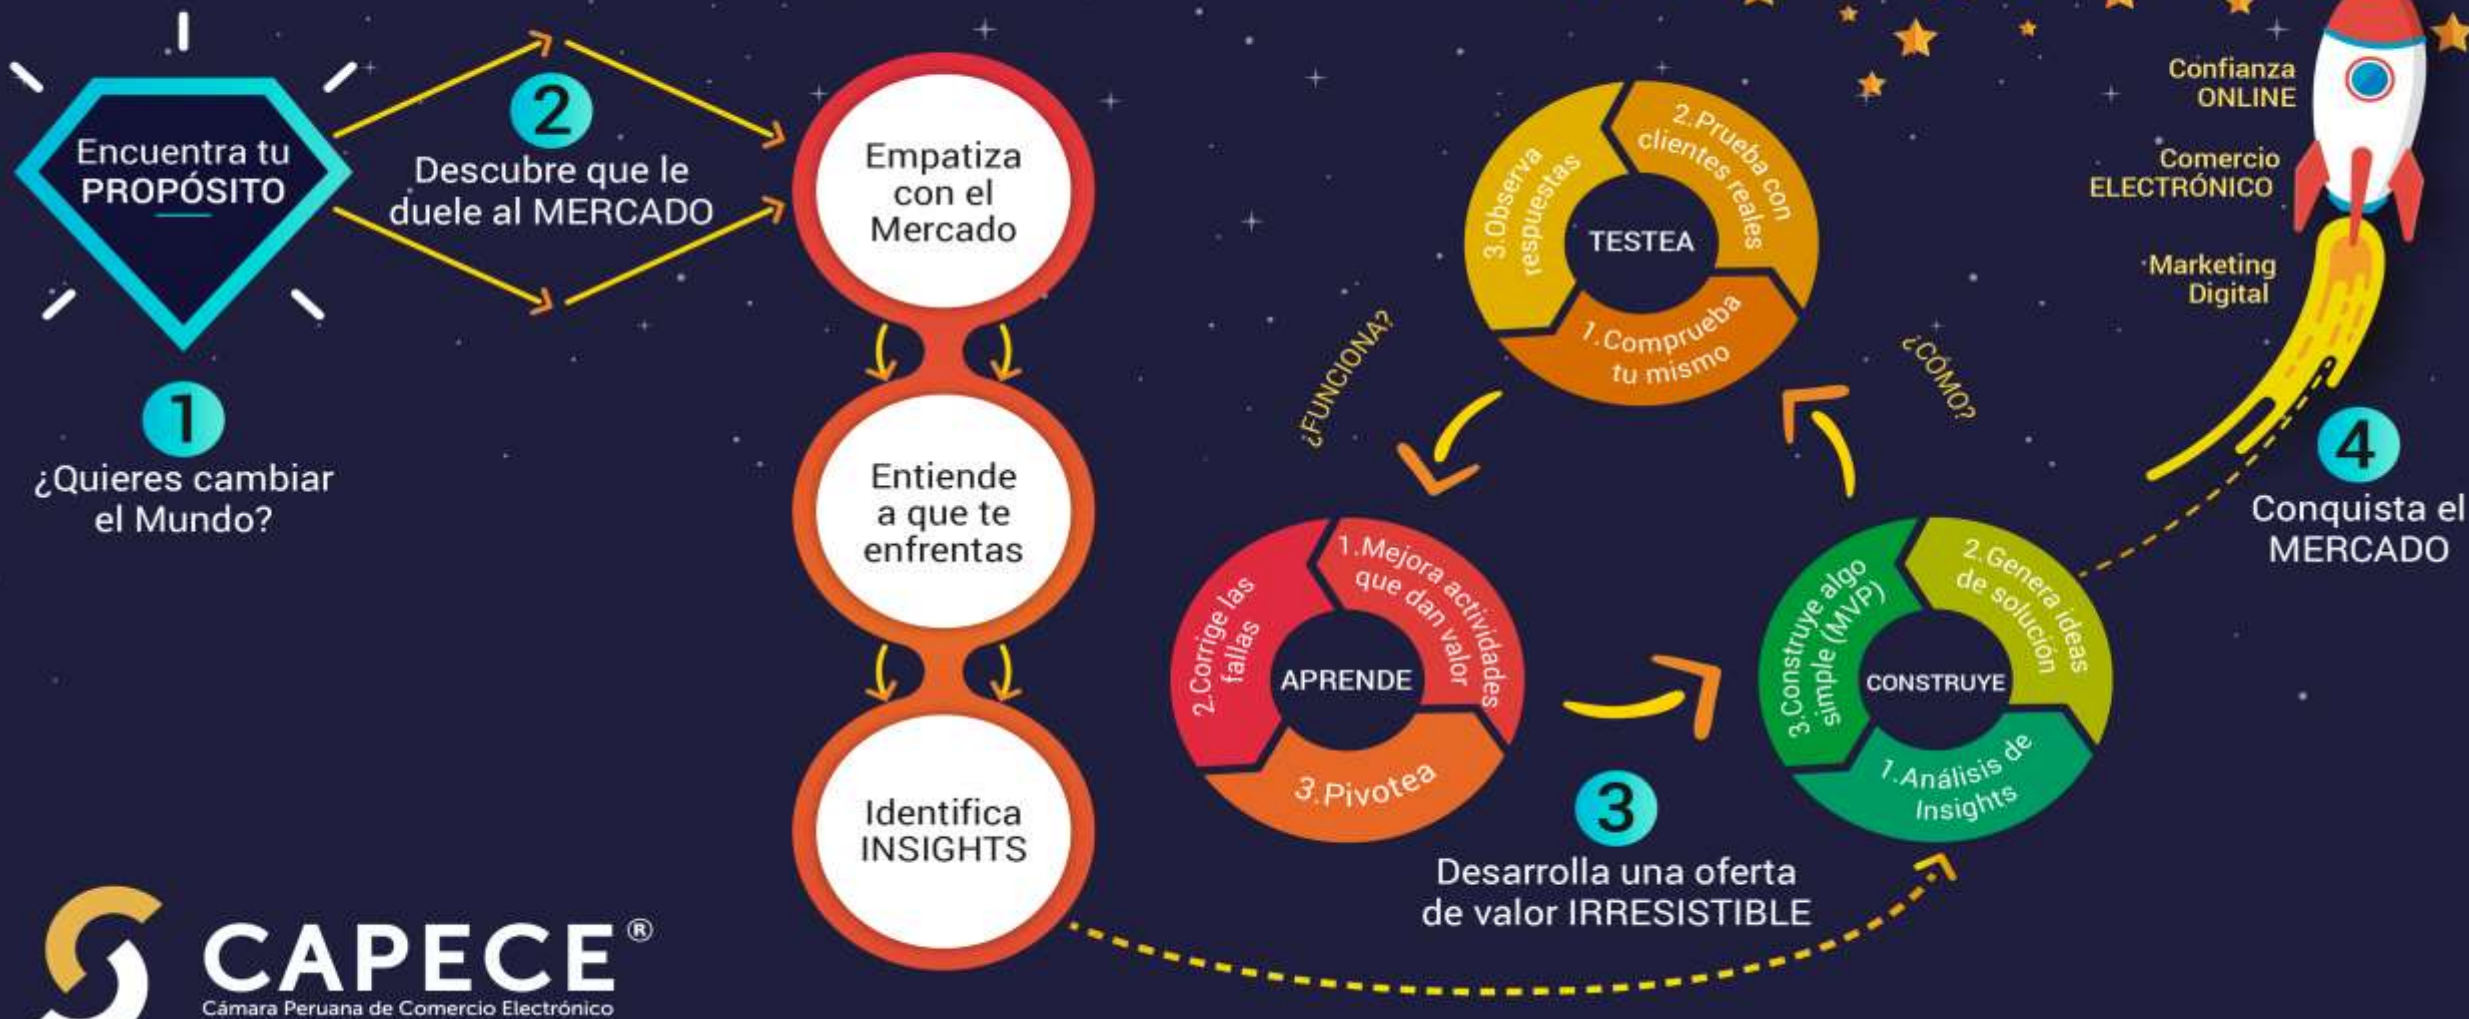 Encuentra tu
PROPÓSITO
1
¿Quieres cambiar
el Mundo?
2
Descubre que le
duele al MERCADO
Empatiza
con el
Mercado
Entiende
a que te
enfrentas
Identifica
INSIGHTS
TESTEA
1.Comprueba
tu mismo
2.Prueba con
clientes reales
3.Observa
respuestas
¿FUNCIONA?
¿CÓMO?
APRENDE
1.Mejora actividades
que dan valor
2.Corrige las
fallas
3.Pivotea
CONSTRUYE
1.Análisis de
Insights
2.Genera ideas
de solución
3.Construye algo
simple (MVP)
3
Desarrolla una oferta
de valor IRRESISTIBLE
Confianza
ONLINE
Comercio
ELECTRÓNICO
Marketing
Digital
4
Conquista el
MERCADO
CAPECE®
Cámara Peruana de Comercio Electrónico